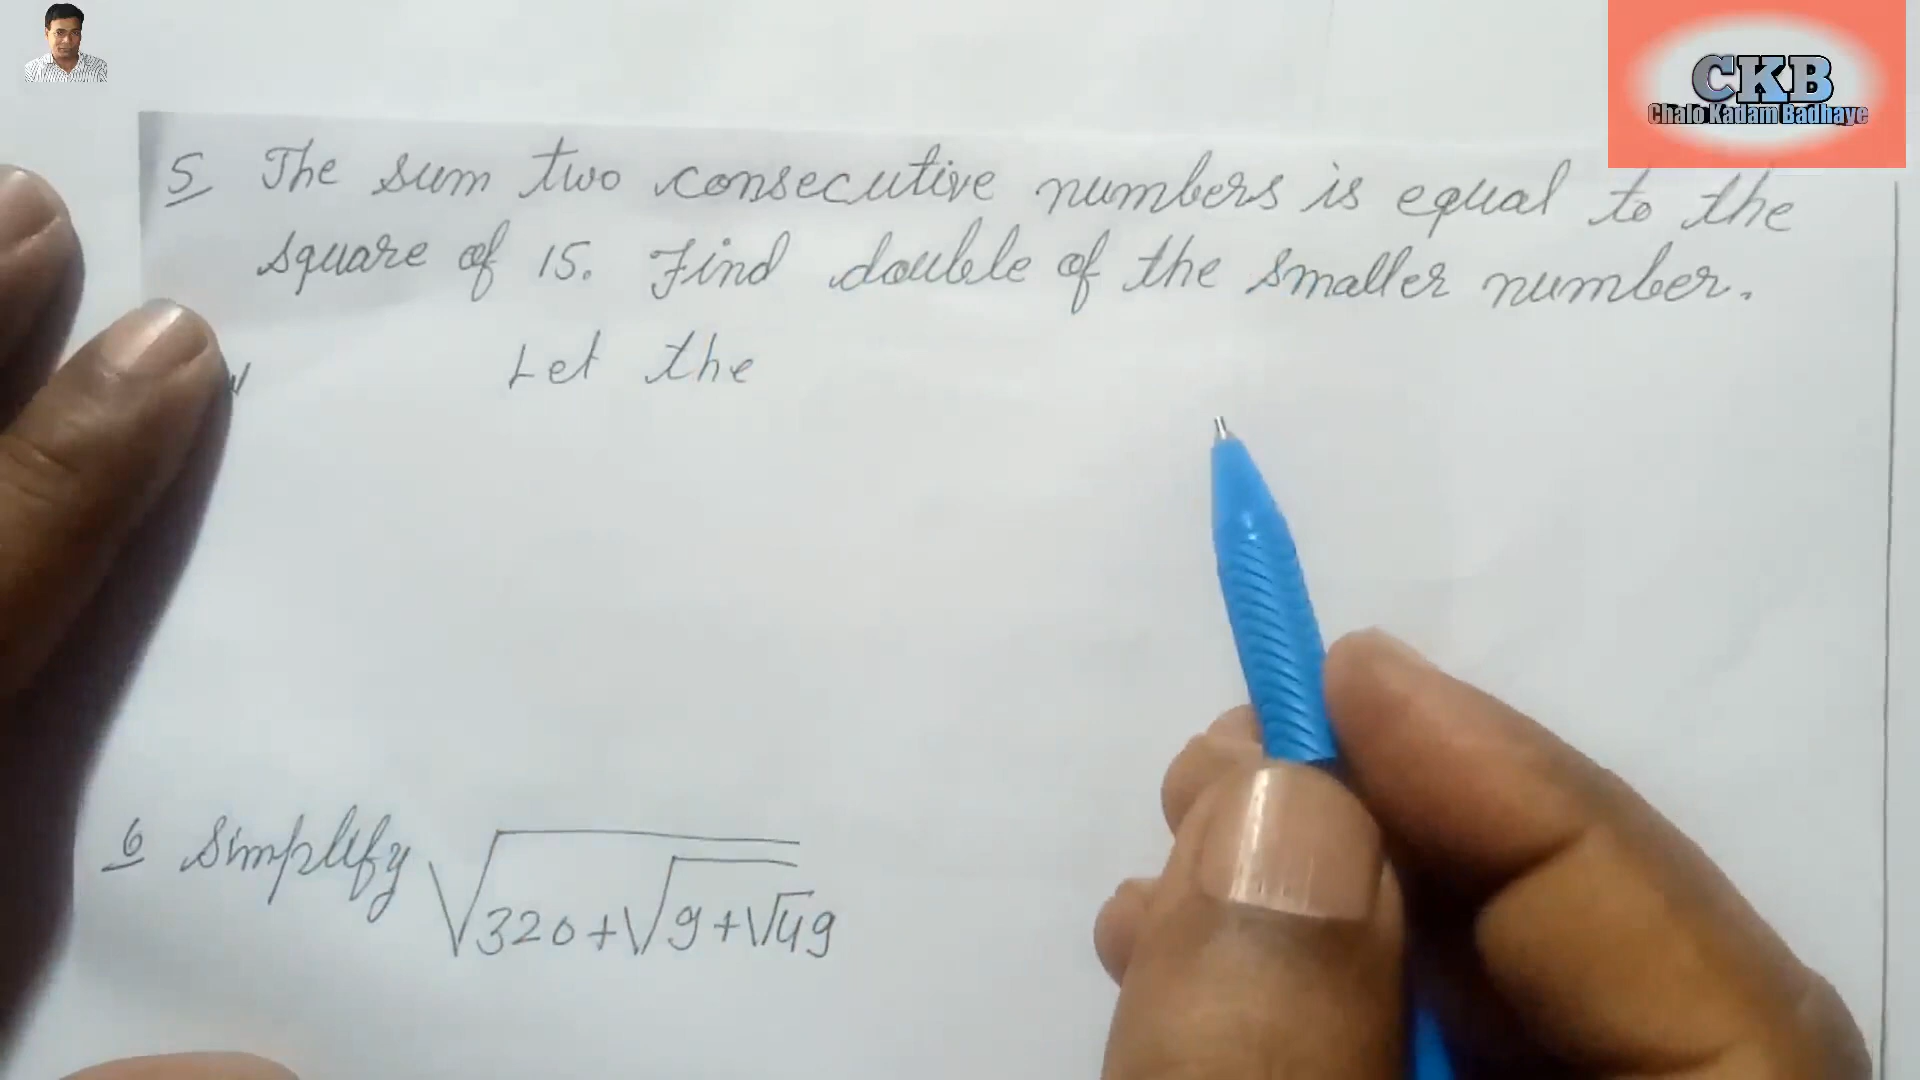 CKB
Chalo Kadam Badhaye
5 The sum two consecutive numbers is equal to the
square of 15. Find double of the smaller number.
Let the
6 Simplify √320+√9+√49